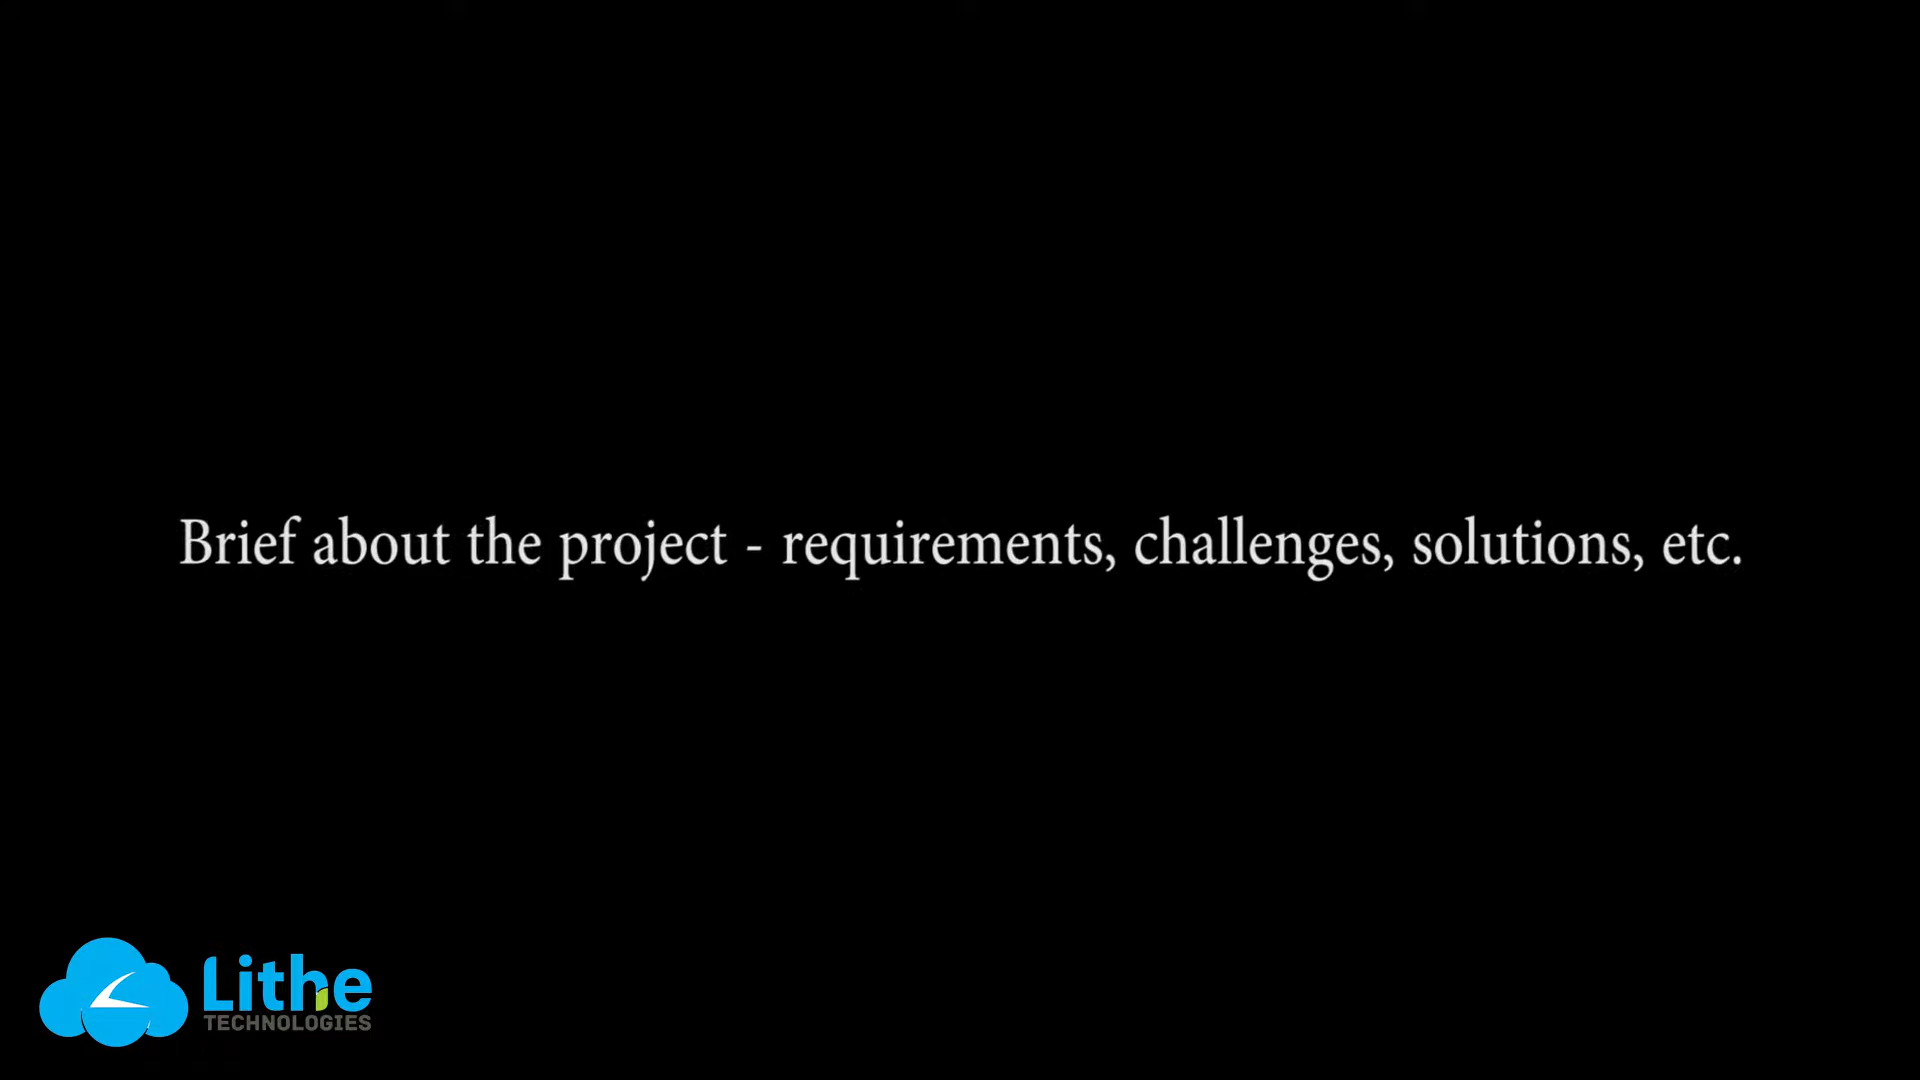 Brief about the project - requirements, challenges, solutions, etc.
Lithe
TECHNOLOGIES